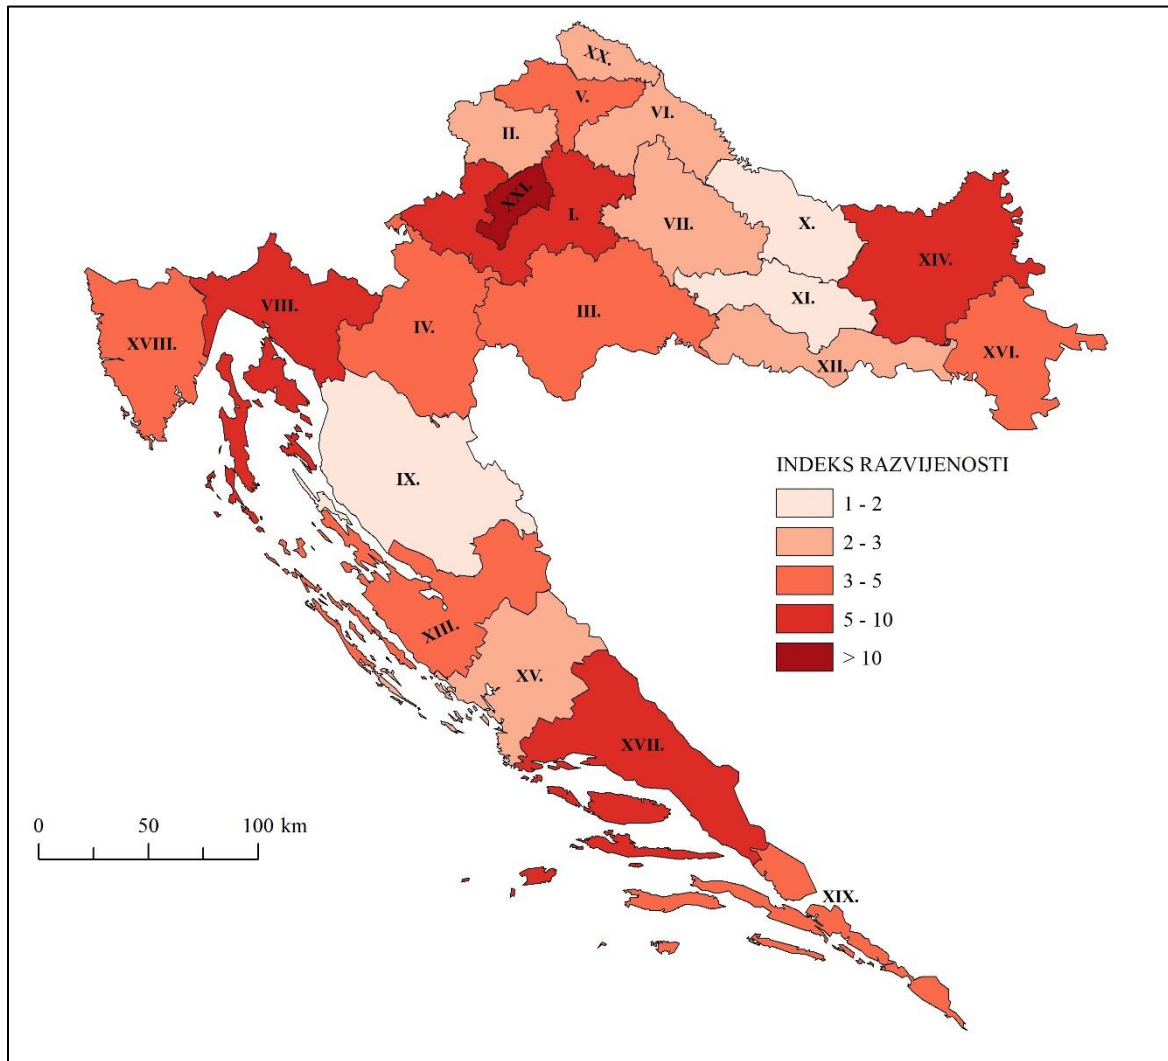 XX.
V.
VI.
II.
XXI.
I.
VII.
X.
XIV.
VIII.
XI.
III.
IV.
XVIII.
XVI.
XII.
INDEKS RAZVIJENOSTI
IX.
1 - 2
2 - 3
3 - 5
5 - 10
> 10
XIII.
XV.
XVII.
0 50 100 km
XIX.